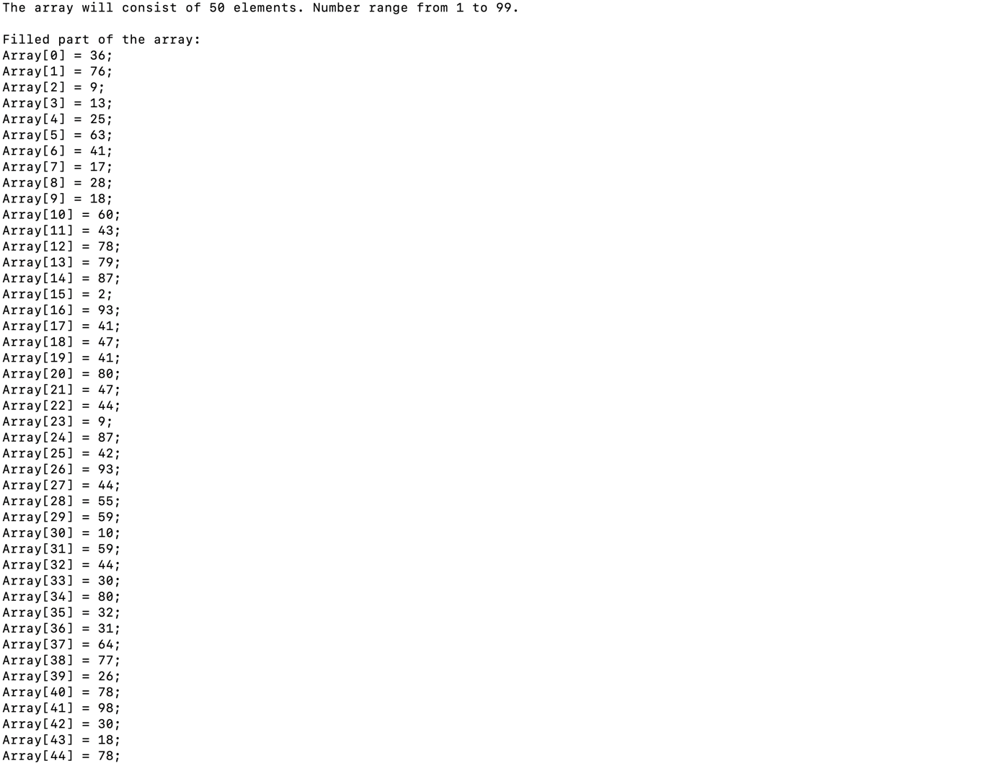 The array will consist of 50 elements. Number range from 1 to 99.
Filled part of the array:
Array[0] = 36;
Array[1] = 76;
Array[2] = 9;
Array[3] = 13;
Array[4] = 25;
Array[5] = 63;
Array[6] = 41;
Array[7] = 17;
Array[8] = 28;
Array[9] = 18;
Array[10] = 60;
Array[11] = 43;
Array[12] = 78;
Array[13] = 79;
Array[14] = 87;
Array[15] = 2;
Array[16] = 93;
Array[17] = 41;
Array[18] = 47;
Array[19] = 41;
Array[20] = 80;
Array[21] = 47;
Array[22] = 44;
Array[23] = 9;
Array[24] = 87;
Array[25] = 42;
Array[26] = 93;
Array[27] = 44;
Array[28] = 55;
Array[29] = 59;
Array[30] = 10;
Array[31] = 59;
Array[32] = 44;
Array[33] = 30;
Array[34] = 80;
Array[35] = 32;
Array[36] = 31;
Array[37] = 64;
Array[38] = 77;
Array[39] = 26;
Array[40] = 78;
Array[41] = 98;
Array[42] = 30;
Array[43] = 18;
Array[44] = 78;